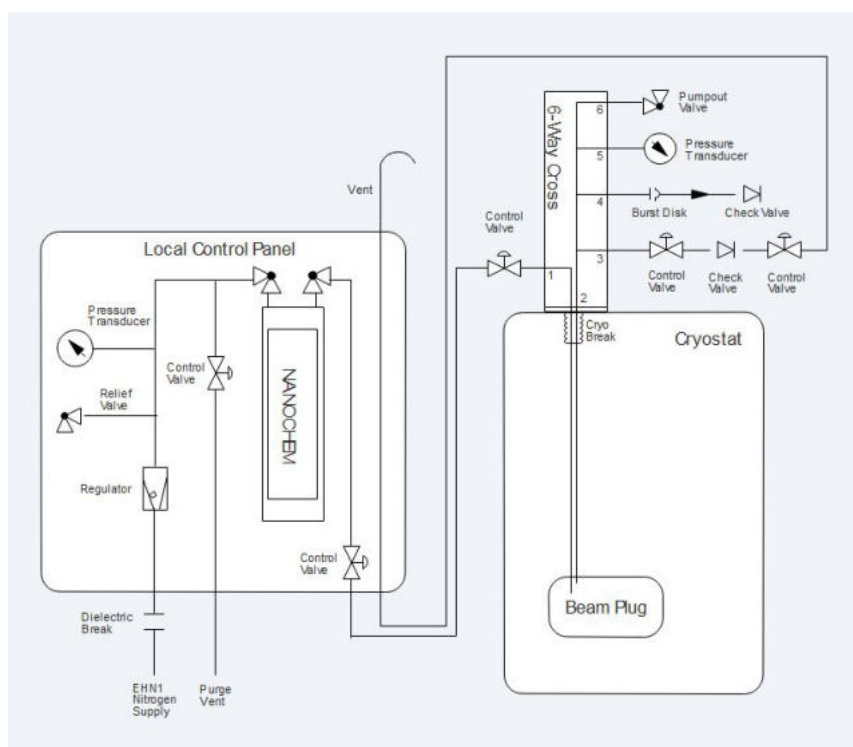 6
Pumpout
Valve
6-Way Cross
5
Pressure
Transducer
Vent
4
Burst Disk
Check Valve
Control
Valve
Local Control Panel
3
Control
Valve
Check
Valve
Control
Valve
1
2
Cryo
Break
Cryostat
Pressure
Transducer
Control
Valve
NANOCHEM
Relief
Valve
Regulator
Control
Valve
Beam Plug
Dielectric
Break
EHN1
Nitrogen
Supply
Purge
Vent